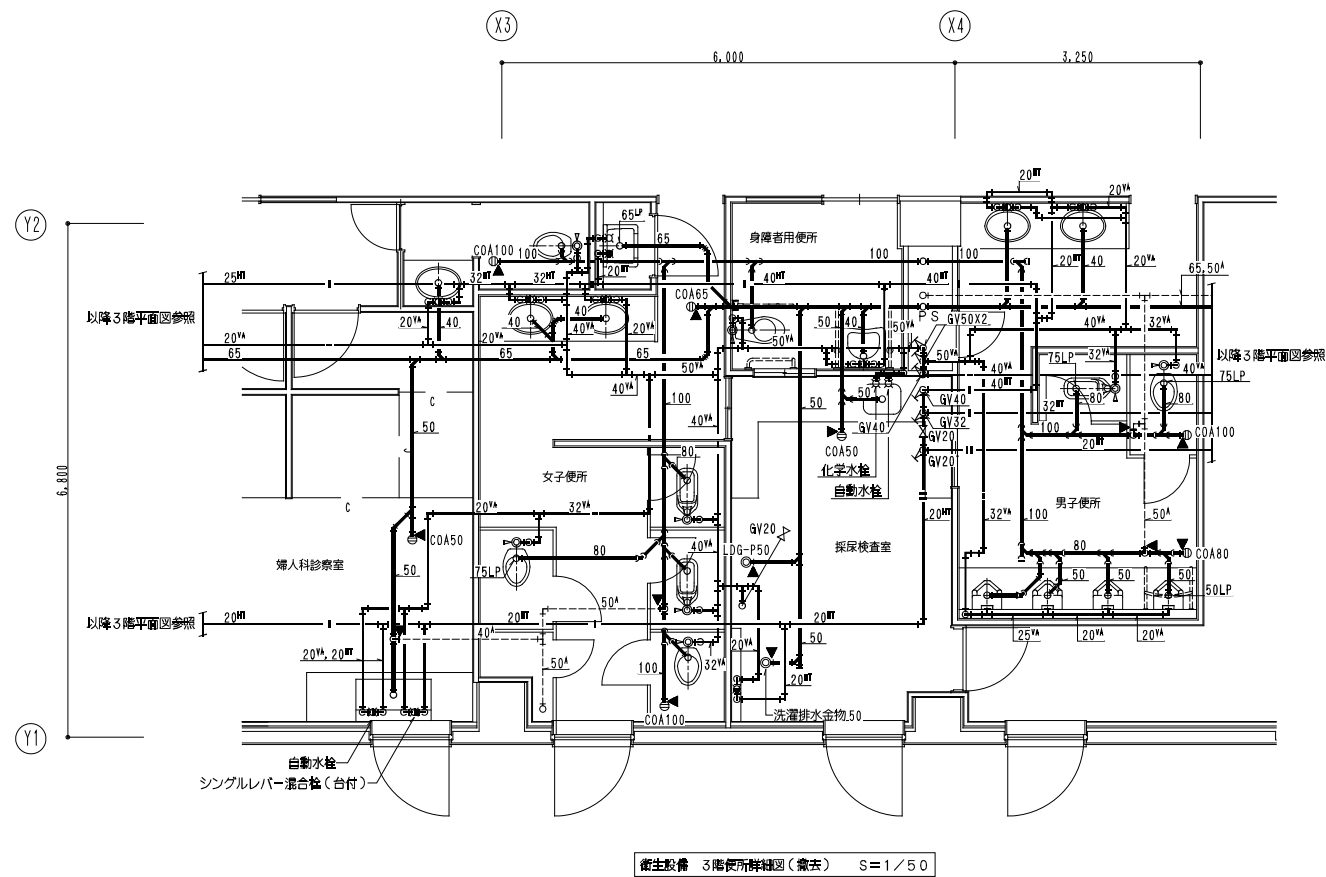 X3
X4
6,000
3,250
20HT
20VA
Y2
65LP
65
身障者用便所
COA100
100
100
100
25HT
32HT
32HT
20HT
40HT
40HT
20HT
40
20VA
65.50A
COA65
以降3階平面図参照
20VA
40
40
40VA
40
20VA
50
40
50VA
PS
GV50X2
40VA
32VA
20VA
20VA
65
65
65
50VA
50VA
50VA
75LP
32VA
40VA
以降3階平面図参照
75LP
40VA
40VA
40HT
80
80
C
100
50
50
GV40
32HT
50
40VA
GV40
GV32
100
COA100
GV20
20HT
COA50
GV20
化学水栓
自動水栓
女子便所
80
C
6,800
C
20VA
32VA
男子便所
20HT
32VA
100
50A
COA50
GV20
婦人科診察室
80
40VA
LDG-P50
採尿検査室
80
COA80
50
75LP
50
50
50
50
50LP
50A
以降3階平面図参照
20HT
20HT
20HT
40A
50
25VA
20VA
20VA
20VA,20HT
50A
100
32VA
20VA
20HT
COA100
洗濯排水金物,50
Y1
自動水栓
シングルレバー混合栓(台付)
衛生設備 3階便所詳細図(撤去) S=1/50